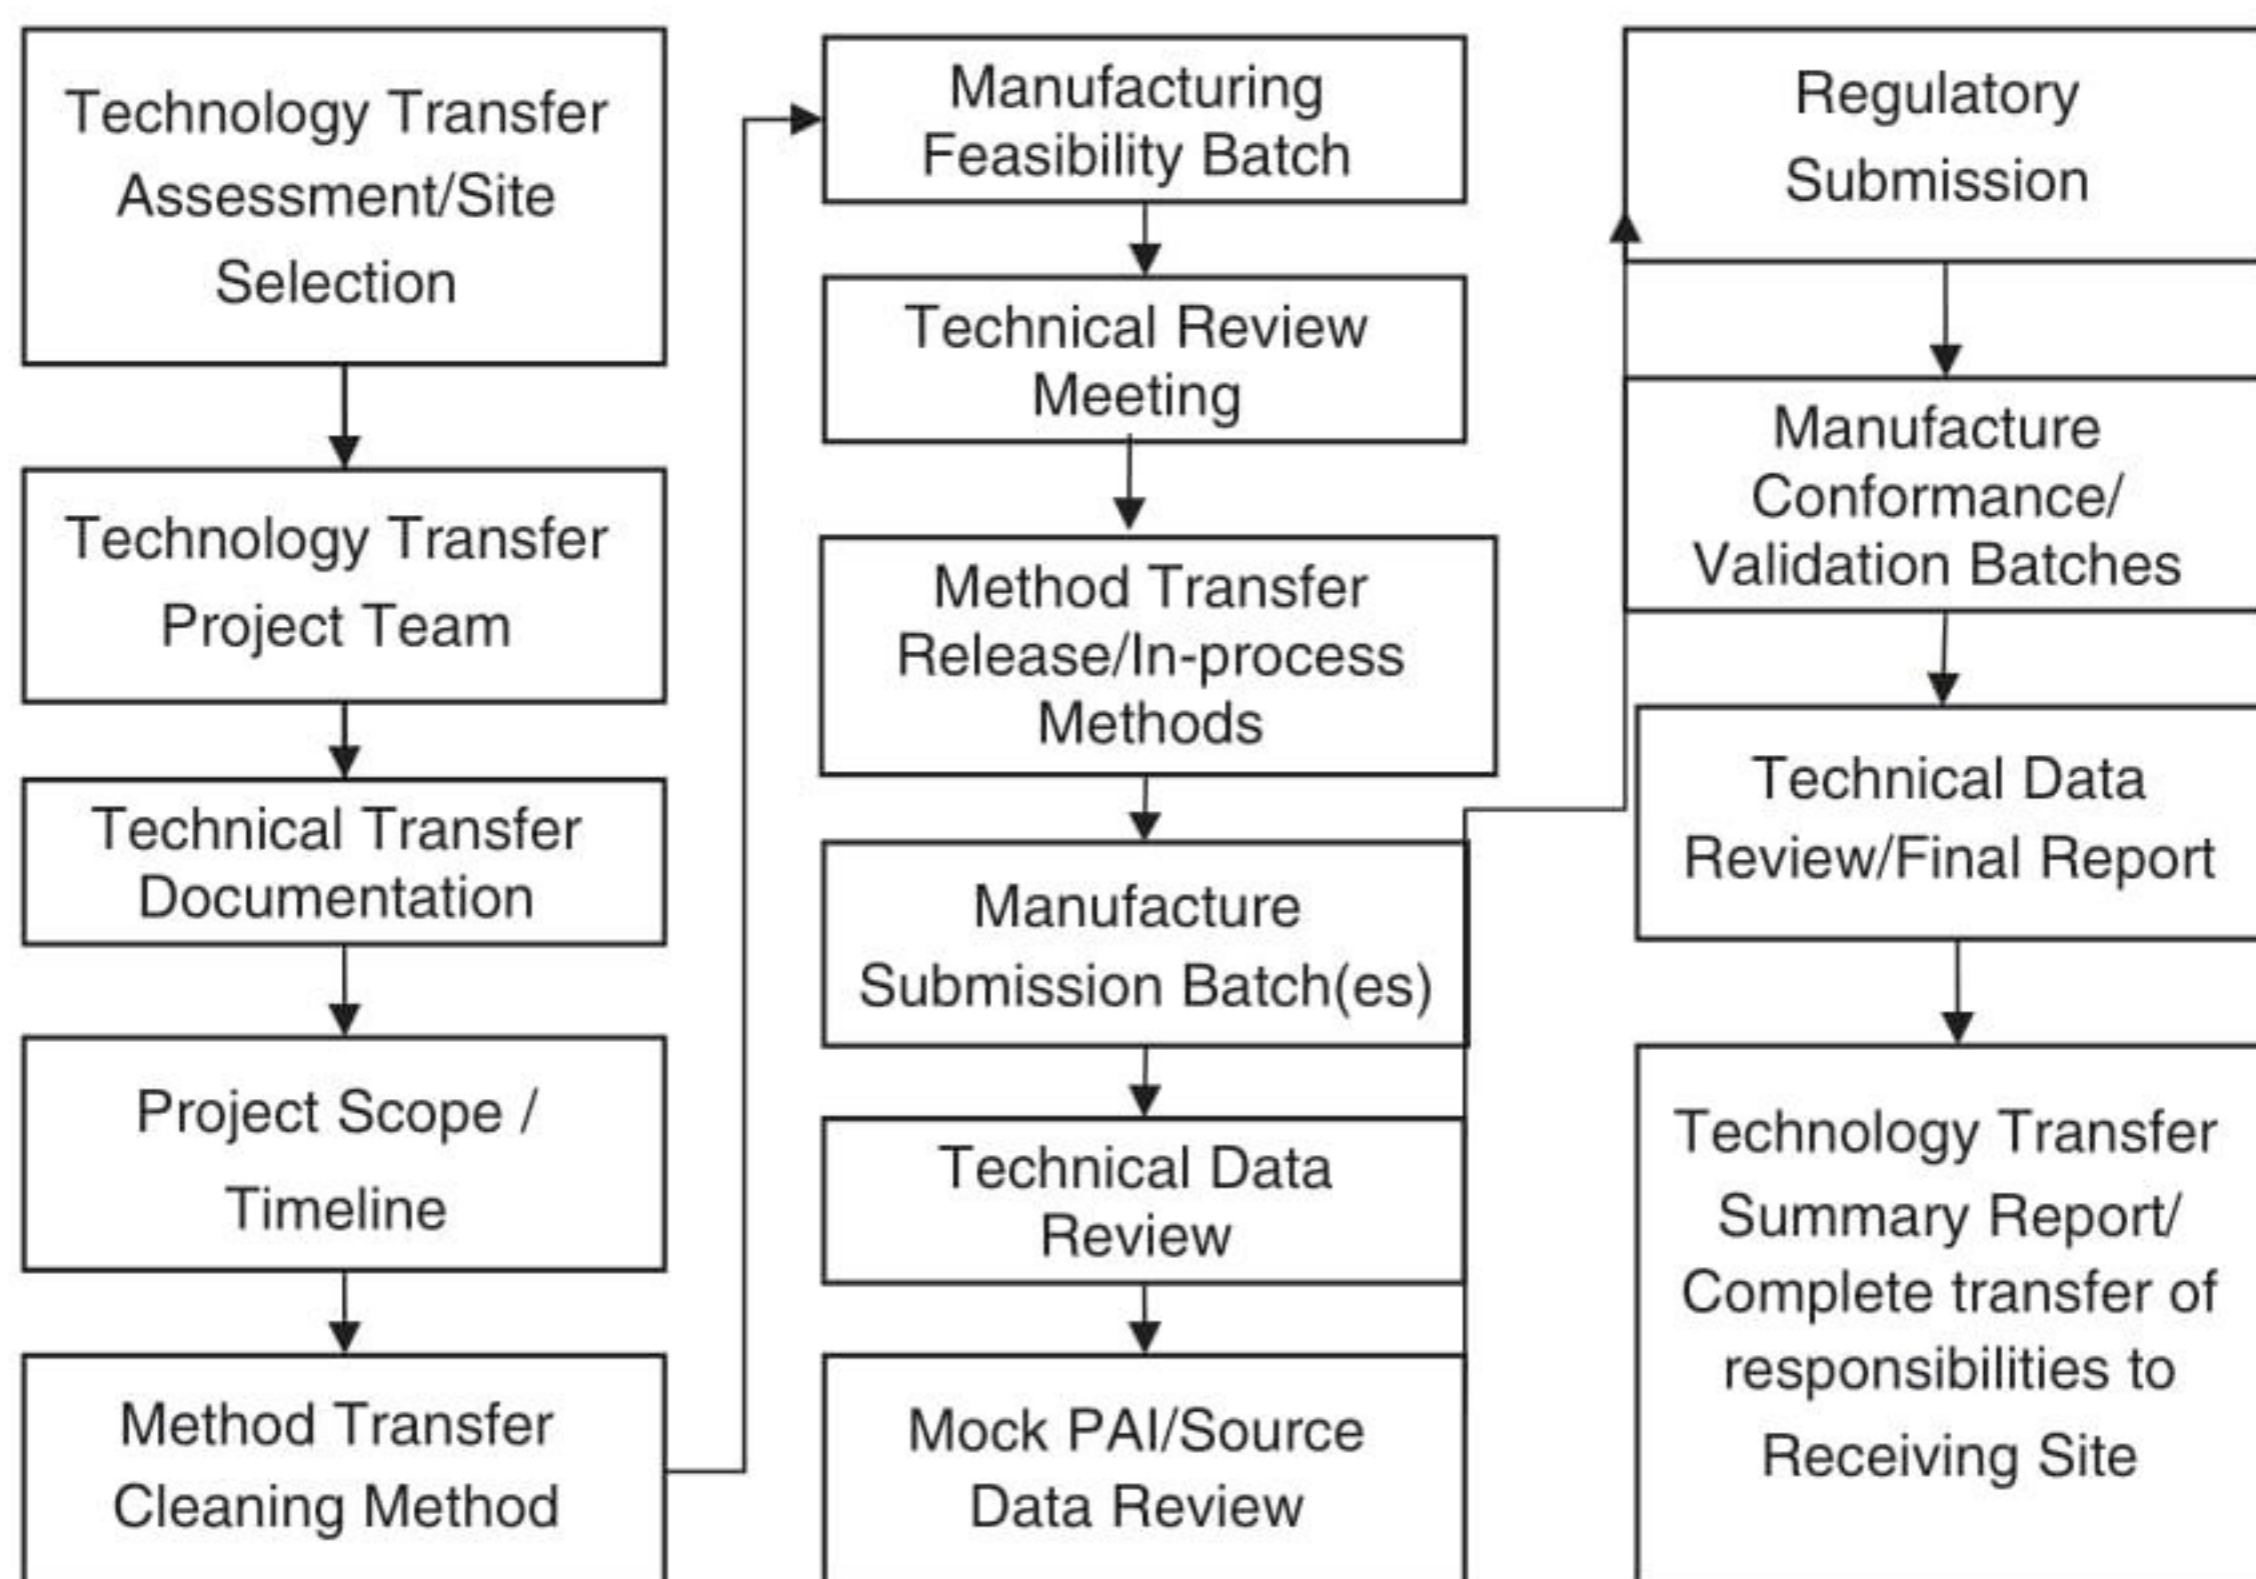 Technology Transfer
Assessment/Site
Selection
Technology Transfer
Project Team
Technical Transfer
Documentation
Project Scope /
Timeline
Method Transfer
Cleaning Method
Manufacturing
Feasibility Batch
Technical Review
Meeting
Method Transfer
Release/In-process
Methods
Manufacture
Submission Batch(es)
Technical Data
Review
Mock PAI/Source
Data Review
Regulatory
Submission
Manufacture
Conformance/
Validation Batches
Technical Data
Review/Final Report
Technology Transfer
Summary Report/
Complete transfer of
responsibilities to
Receiving Site